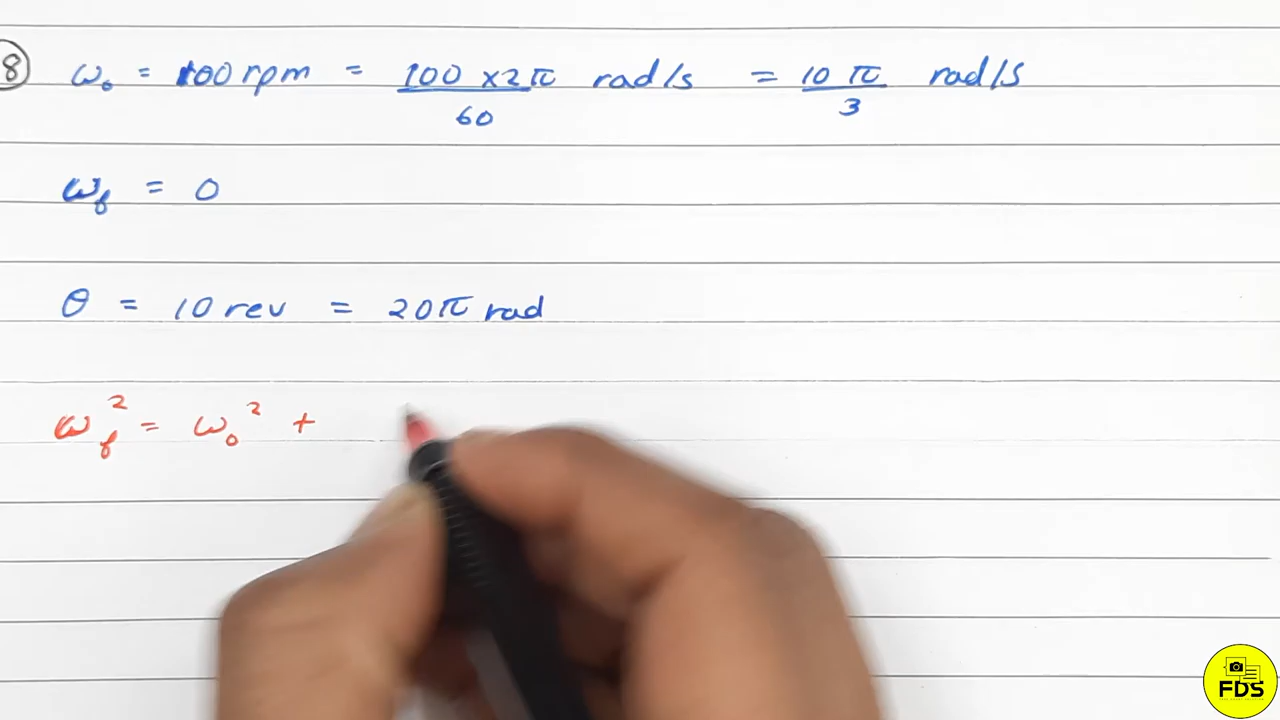 8 ω₀ = 100 rpm = 100 × 2π / 60 rad/s = 10 π / 3 rad/s
ω_f = 0
θ = 10 rev = 20π rad
ω_f² = ω₀² +
FDS